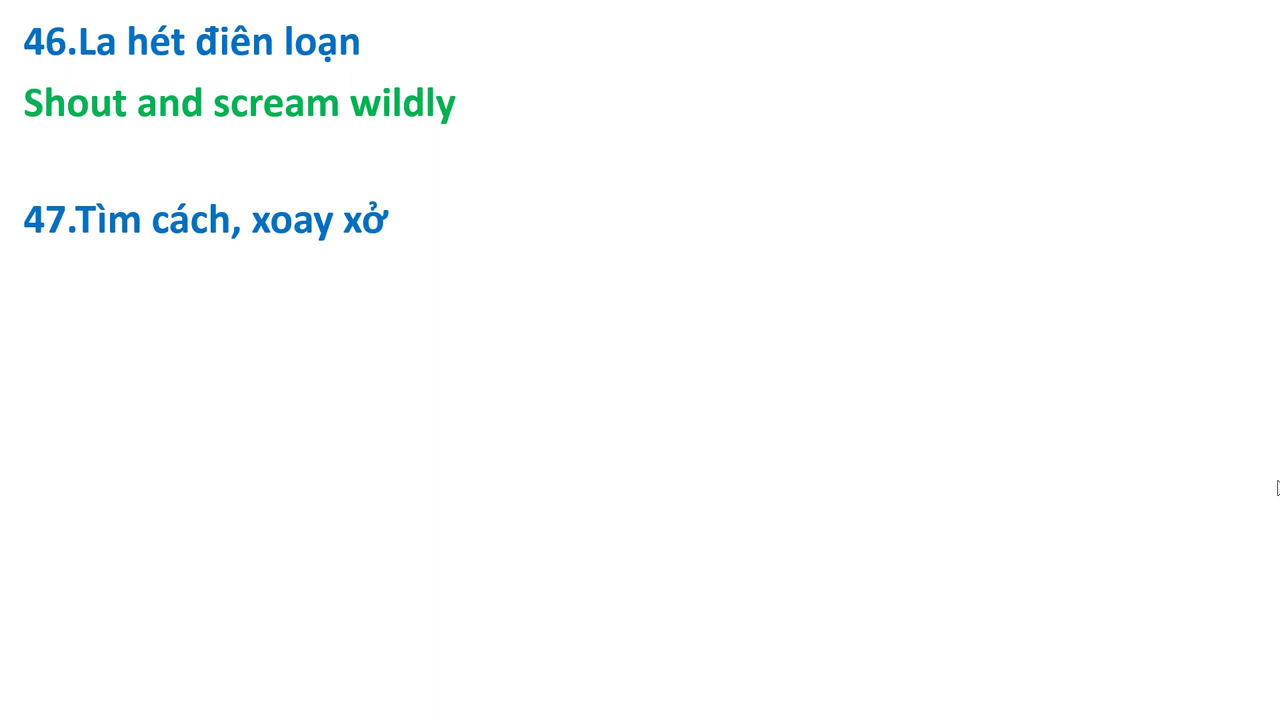 46.La hét điên loạn
Shout and scream wildly
47.Tìm cách, xoay xở